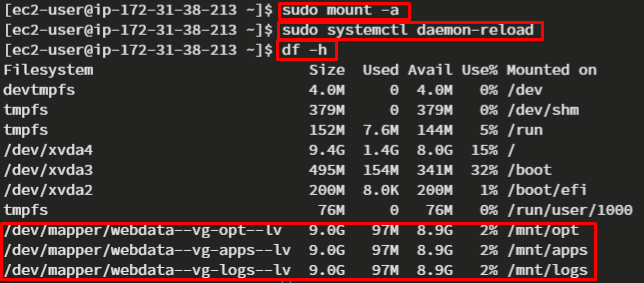 [ec2-user@ip-172-31-38-213 ~]$ sudo mount -a
[ec2-user@ip-172-31-38-213 ~]$ sudo systemctl daemon-reload
[ec2-user@ip-172-31-38-213 ~]$ df -h
Filesystem Size Used Avail Use% Mounted on
devtmpfs 4.0M 0 4.0M 0% /dev
tmpfs 379M 0 379M 0% /dev/shm
tmpfs 152M 7.6M 144M 5% /run
/dev/xvda4 9.4G 1.4G 8.0G 15% /
/dev/xvda3 495M 154M 341M 32% /boot
/dev/xvda2 200M 8.0K 200M 1% /boot/efi
tmpfs 76M 0 76M 0% /run/user/1000
/dev/mapper/webdata--vg-opt--lv 9.0G 97M 8.9G 2% /mnt/opt
/dev/mapper/webdata--vg-apps--lv 9.0G 97M 8.9G 2% /mnt/apps
/dev/mapper/webdata--vg-logs--lv 9.0G 97M 8.9G 2% /mnt/logs